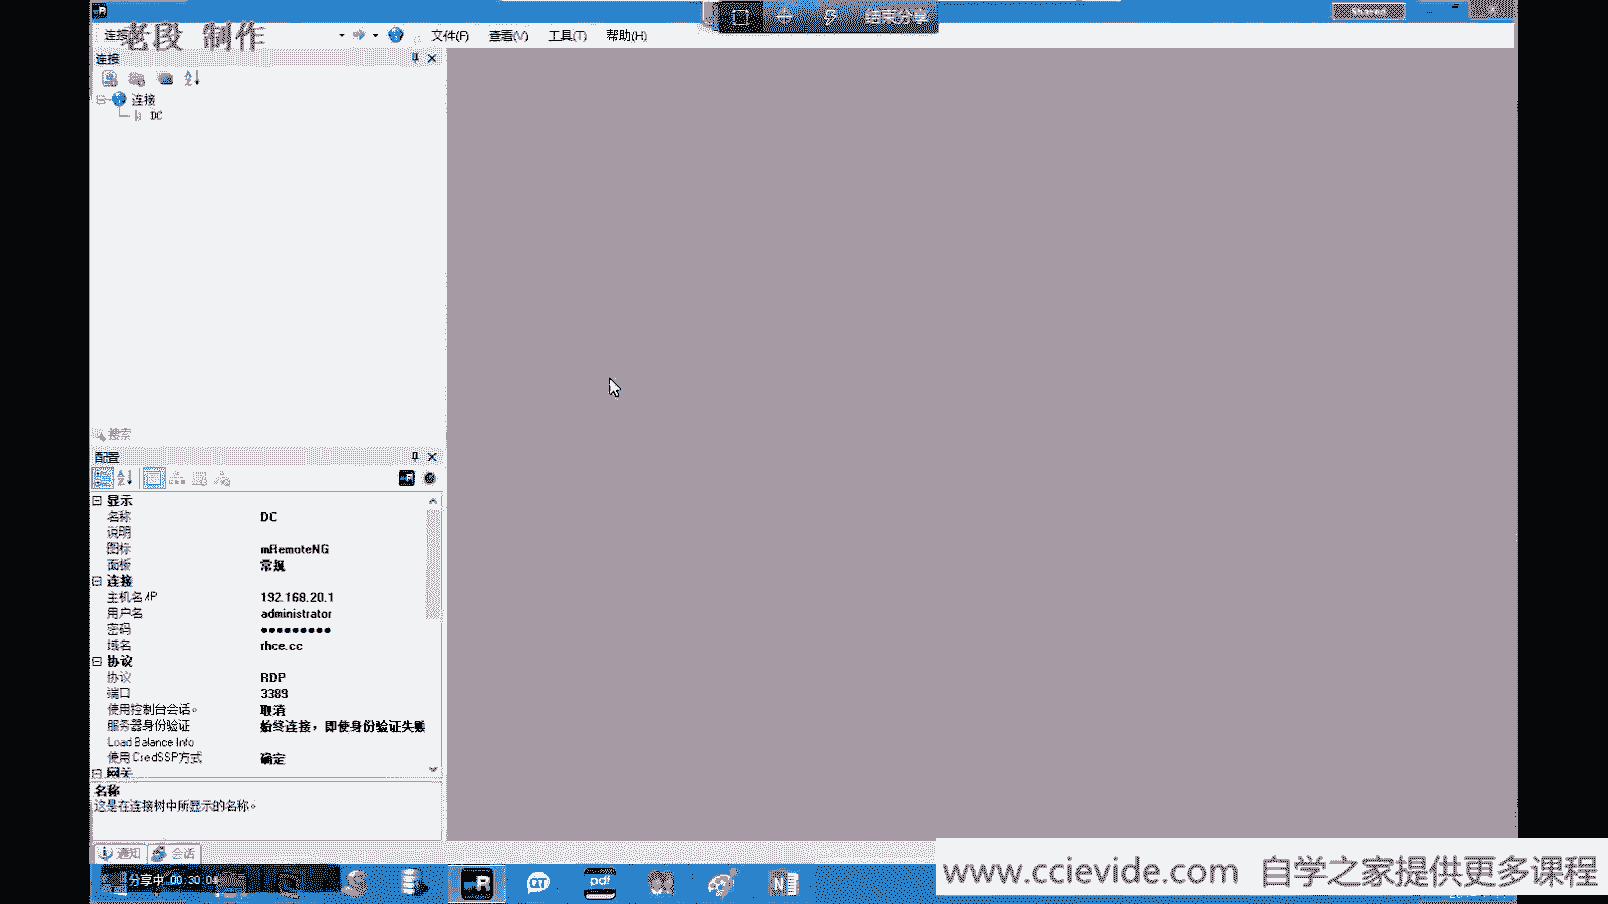 连接
老段 制作
文件(F) 查看(V) 工具(T) 帮助(H)
结束分享
连接
连接
DC
搜索
配置
显示
名称 DC
说明
图标 mRemoteNG
面板 常规
连接
主机名/IP 192.168.20.1
用户名 administrator
密码 ●●●●●●●●●
域名 rhce.cc
协议
协议 RDP
端口 3389
使用控制台会话。 取消
服务器身份验证 始终连接，即使身份验证失败
Load Balance Info
使用 CredSSP方式 确定
网关
名称
这是在连接树中所显示的名称。
通知 会话
分享中 00:30:04
pdf
www.ccievide.com 自学之家提供更多课程